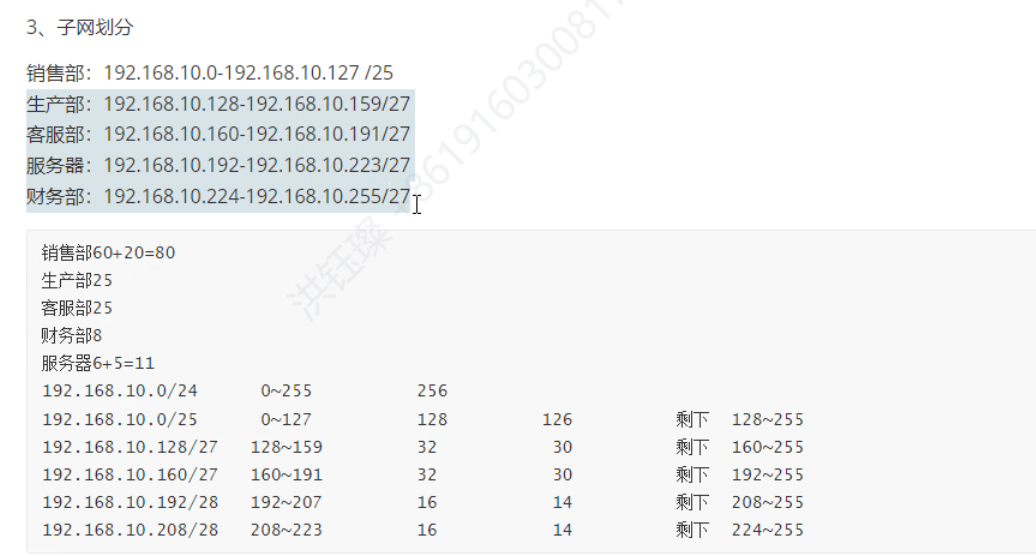 3、子网划分
销售部：192.168.10.0-192.168.10.127 /25
生产部：192.168.10.128-192.168.10.159/27
客服部：192.168.10.160-192.168.10.191/27
服务器：192.168.10.192-192.168.10.223/27
财务部：192.168.10.224-192.168.10.255/27
销售部60+20=80
生产部25
客服部25
财务部8
服务器6+5=11
192.168.10.0/24 0~255 256
192.168.10.0/25 0~127 128 126 剩下 128~255
192.168.10.128/27 128~159 32 30 剩下 160~255
192.168.10.160/27 160~191 32 30 剩下 192~255
192.168.10.192/28 192~207 16 14 剩下 208~255
192.168.10.208/28 208~223 16 14 剩下 224~255